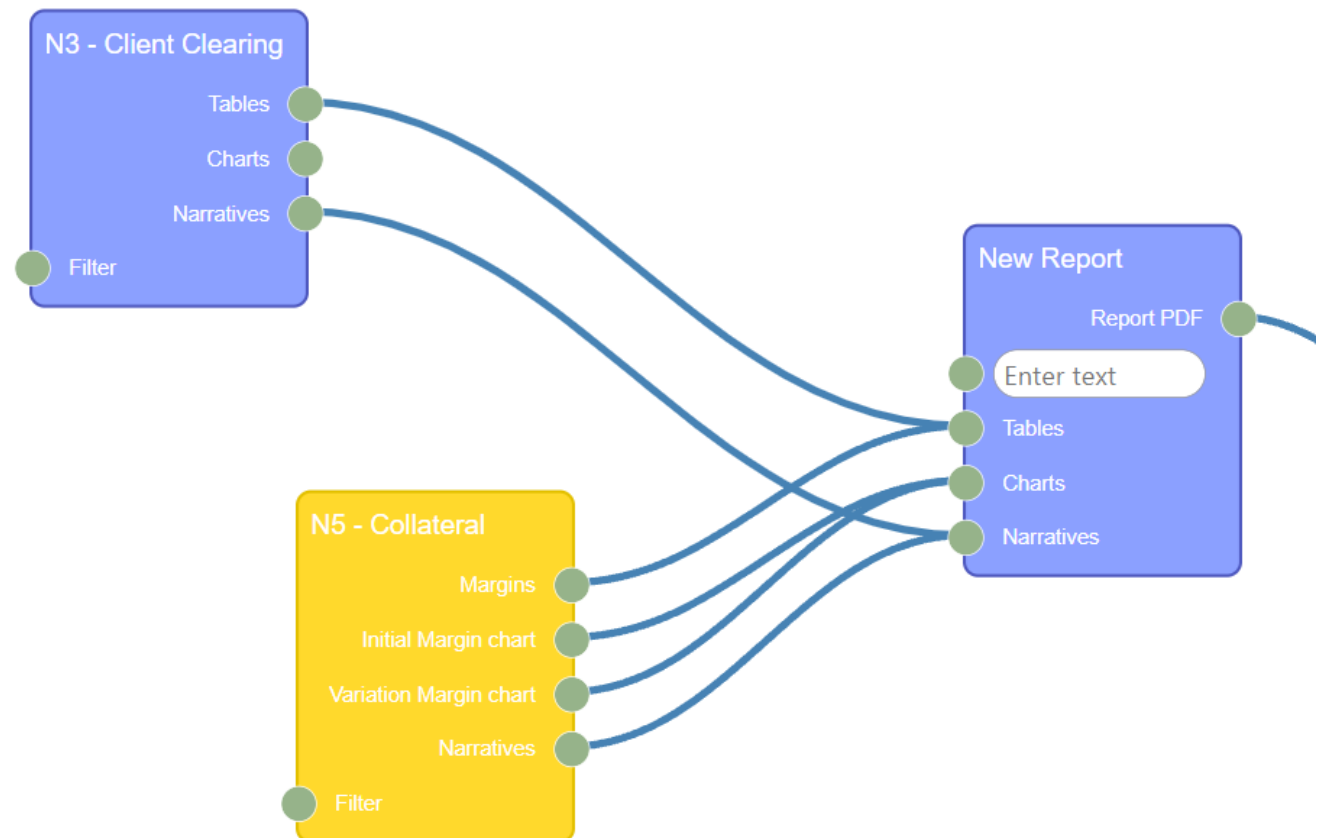 N3 - Client Clearing
Tables
Charts
Narratives
Filter
New Report
Report PDF
Enter text
Tables
Charts
Narratives
N5 - Collateral
Margins
Initial Margin chart
Variation Margin chart
Narratives
Filter